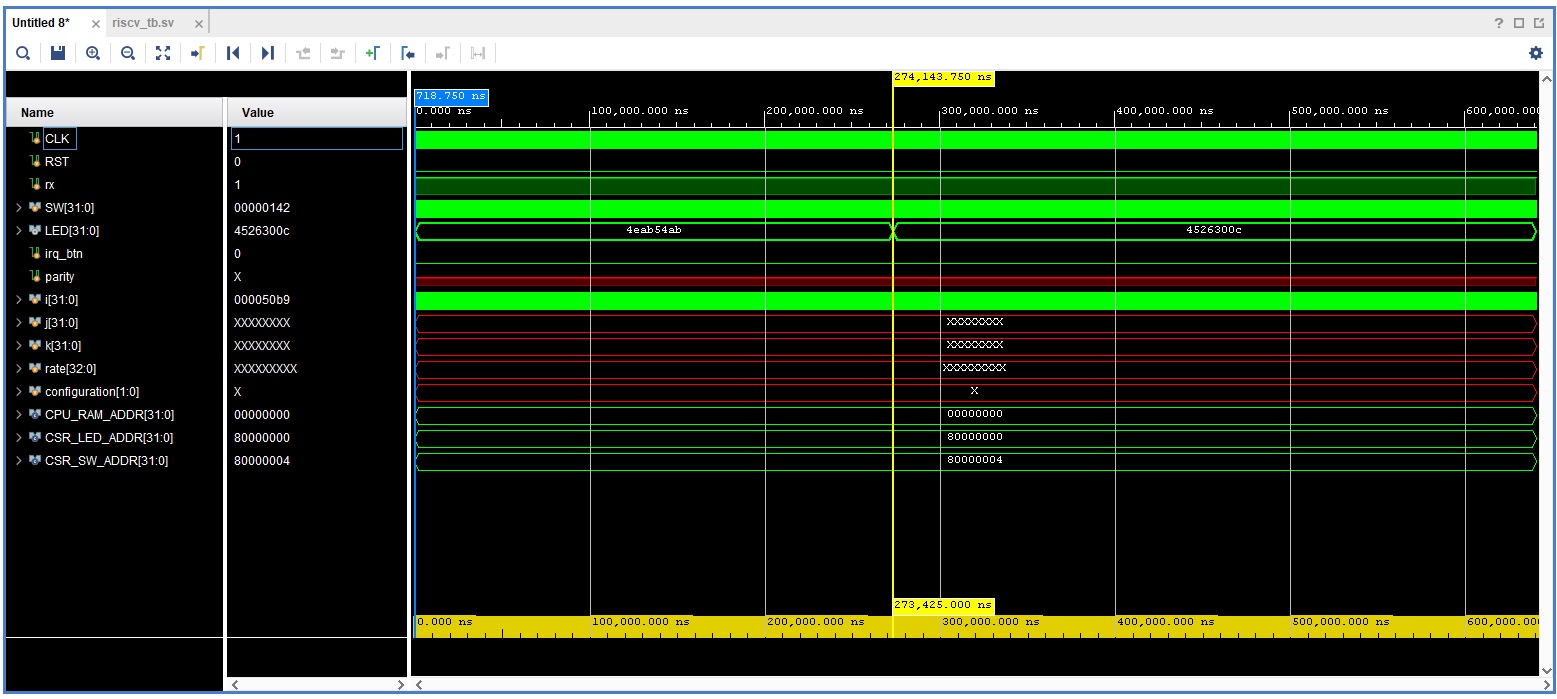 Untitled 8* × riscv_tb.sv × ?
274,143.750 ns
718.750 ns
Name Value 0.000 ns 100,000.000 ns 200,000.000 ns 300,000.000 ns 400,000.000 ns 500,000.000 ns 600,000.00
CLK 1
RST 0
rx 1
SW[31:0] 00000142
LED[31:0] 4526300c 4eab54ab 4526300c
irq_btn 0
parity X
i[31:0] 000050b9
j[31:0] XXXXXXXX XXXXXXXX
k[31:0] XXXXXXXX XXXXXXXX
rate[32:0] XXXXXXXXX XXXXXXXXX
configuration[1:0] X X
CPU_RAM_ADDR[31:0] 00000000 00000000
CSR_LED_ADDR[31:0] 80000000 80000000
CSR_SW_ADDR[31:0] 80000004 80000004
273,425.000 ns
0.000 ns 100,000.000 ns 200,000.000 ns 300,000.000 ns 400,000.000 ns 500,000.000 ns 600,000.00